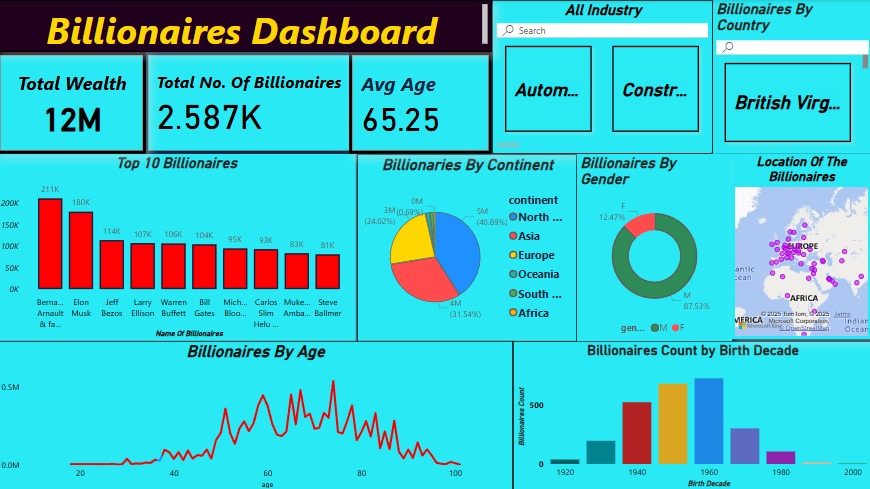 Billionaires Dashboard
All Industry
Search
Autom...
Constr...
Billionaires By
Country
British Virg...
Total Wealth
12M
Total No. Of Billionaires
2.587K
Avg Age
65.25
Top 10 Billionaires
200K
150K
100K
50K
0K
211K
180K
114K
107K
106K
104K
95K
93K
83K
81K
Berna... Arnault & fa...
Elon Musk
Jeff Bezos
Larry Ellison
Warren Buffett
Bill Gates
Mich... Bloo...
Carlos Slim Helu ...
Muke... Amba...
Steve Ballmer
Name Of Billionaires
Billionaries By Continent
0M
(0.69%)
3M
(24.02%)
5M
(40.89%)
4M
(31.54%)
continent
North ...
Asia
Europe
Oceania
South ...
Africa
Billionaires By
Gender
F
12.47%
M
87.53%
gen...
M
F
Location Of The
Billionaires
EUROPE
antic
ocean
AFRICA
MERICA
Indian
Ocean
© 2025 TomTom, © 2025
Microsoft Corporation,
© OpenStreetMap
Terms
Microsoft Bing
Billionaires By Age
0.5M
0.0M
20
40
60
80
100
age
Billionaires Count by Birth Decade
Billionaires Count
500
0
1920
1940
1960
1980
2000
Birth Decade